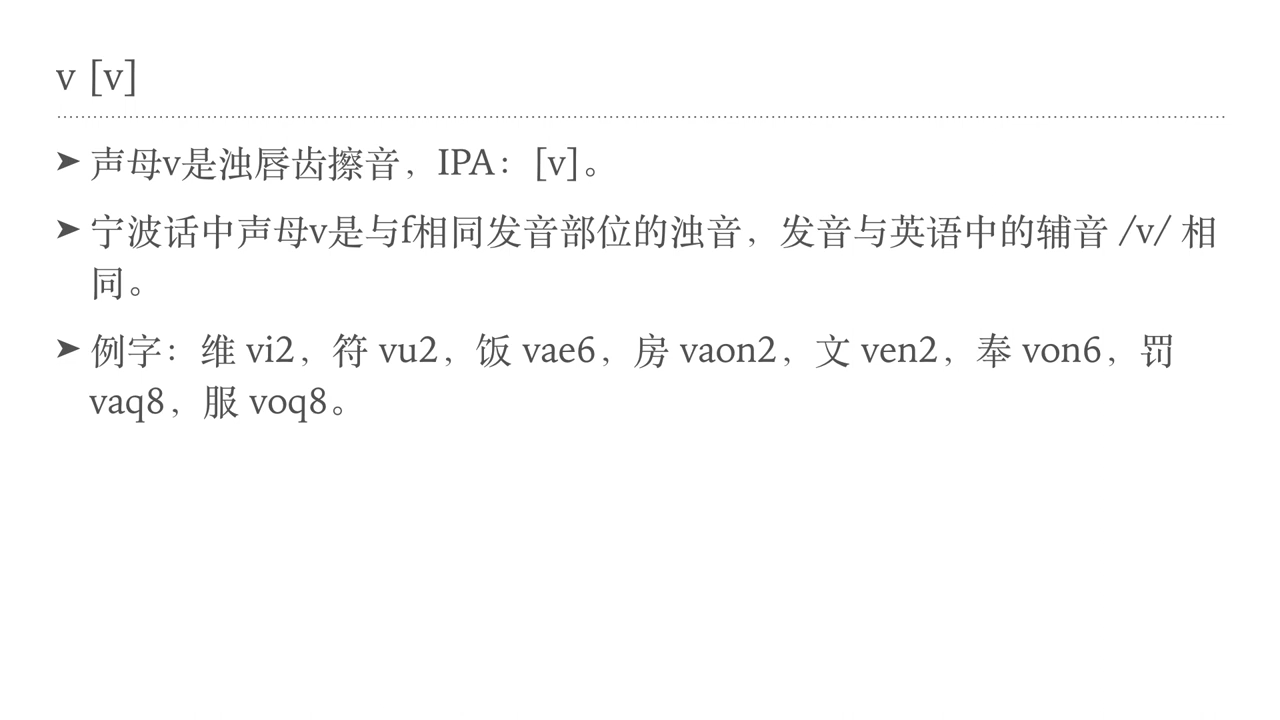 v [v]
➤ 声母v是浊唇齿擦音，IPA：[v]。
➤ 宁波话中声母v是与f相同发音部位的浊音，发音与英语中的辅音 /v/ 相
同。
➤ 例字：维 vi2，符 vu2，饭 vae6，房 vaon2，文 ven2，奉 von6，罚
vaq8，服 voq8。